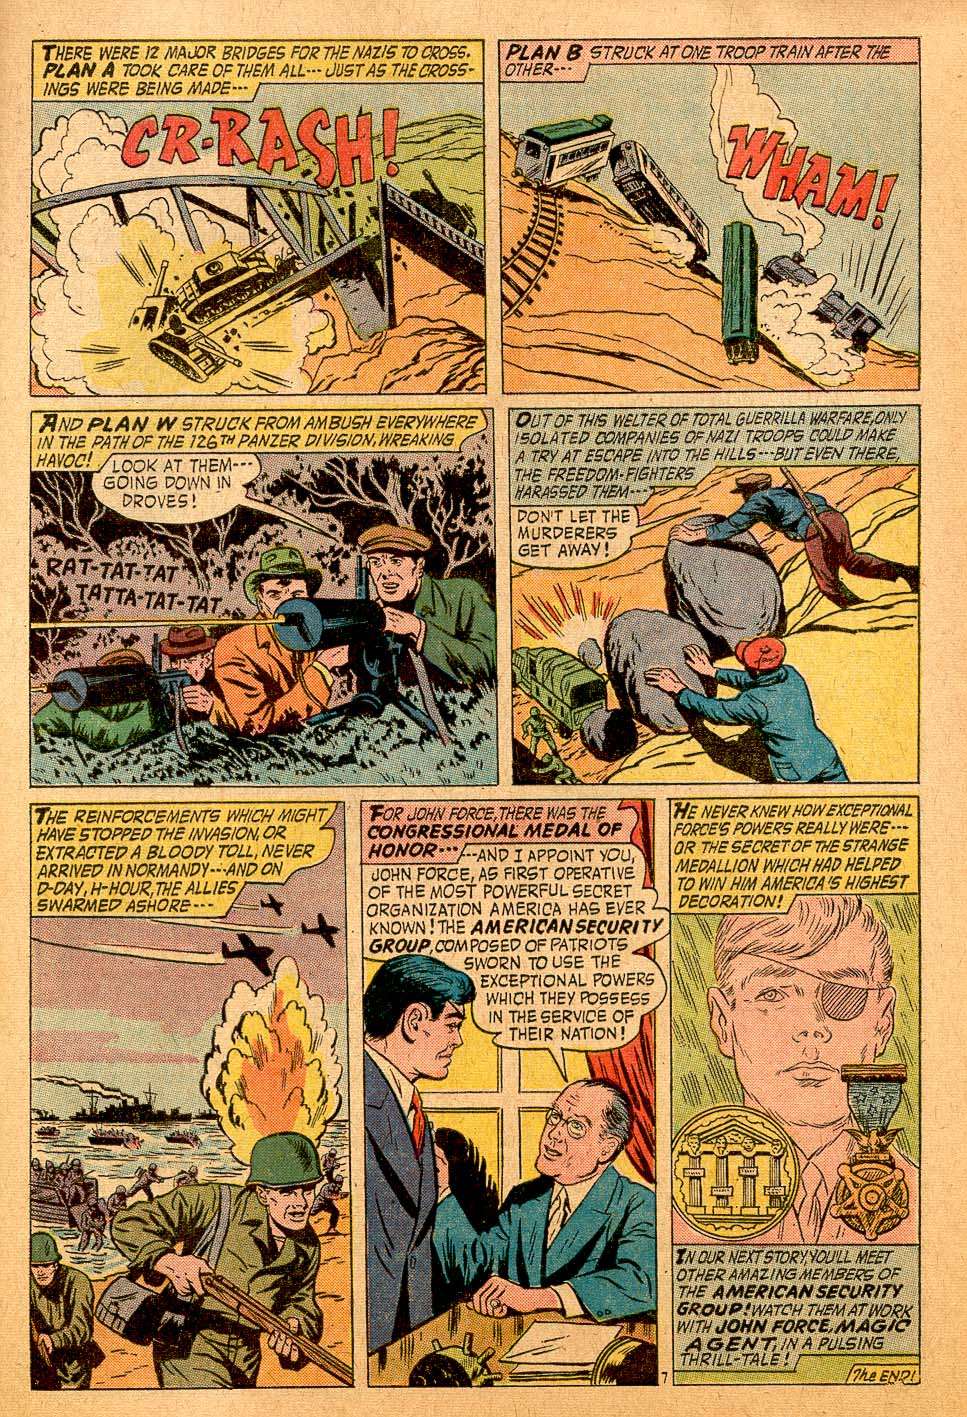 THERE WERE 12 MAJOR BRIDGES FOR THE NAZIS TO CROSS.
PLAN A TOOK CARE OF THEM ALL--- JUST AS THE CROSS-
INGS WERE BEING MADE---
CR-RASH!
PLAN B STRUCK AT ONE TROOP TRAIN AFTER THE
OTHER---
WHAM!
AND PLAN W STRUCK FROM AMBUSH EVERYWHERE
IN THE PATH OF THE 126TH PANZER DIVISION, WREAKING
HAVOC!
LOOK AT THEM---
GOING DOWN IN
DROVES!
RAT-TAT-TAT
TATTA-TAT-TAT
OUT OF THIS WELTER OF TOTAL GUERRILLA WARFARE, ONLY
ISOLATED COMPANIES OF NAZI TROOPS COULD MAKE
A TRY AT ESCAPE INTO THE HILLS---BUT EVEN THERE,
THE FREEDOM-FIGHTERS
HARASSED THEM---
DON'T LET THE
MURDERERS
GET AWAY!
THE REINFORCEMENTS WHICH MIGHT
HAVE STOPPED THE INVASION, OR
EXTRACTED A BLOODY TOLL, NEVER
ARRIVED IN NORMANDY---AND ON
D-DAY, H-HOUR, THE ALLIES
SWARMED ASHORE---
FOR JOHN FORCE, THERE WAS THE
CONGRESSIONAL MEDAL OF
HONOR---
---AND I APPOINT YOU,
JOHN FORCE, AS FIRST OPERATIVE
OF THE MOST POWERFUL SECRET
ORGANIZATION AMERICA HAS EVER
KNOWN! THE AMERICAN SECURITY
GROUP, COMPOSED OF PATRIOTS
SWORN TO USE THE
EXCEPTIONAL POWERS
WHICH THEY POSSESS
IN THE SERVICE OF
THEIR NATION!
7
HE NEVER KNEW HOW EXCEPTIONAL
FORCE'S POWERS REALLY WERE---
OR THE SECRET OF THE STRANGE
MEDALLION WHICH HAD HELPED
TO WIN HIM AMERICA'S HIGHEST
DECORATION!
IN OUR NEXT STORY, YOU'LL MEET
OTHER AMAZING MEMBERS OF
THE AMERICAN SECURITY
GROUP! WATCH THEM AT WORK
WITH JOHN FORCE, MAGIC
AGENT, IN A PULSING
THRILL-TALE!
The END!